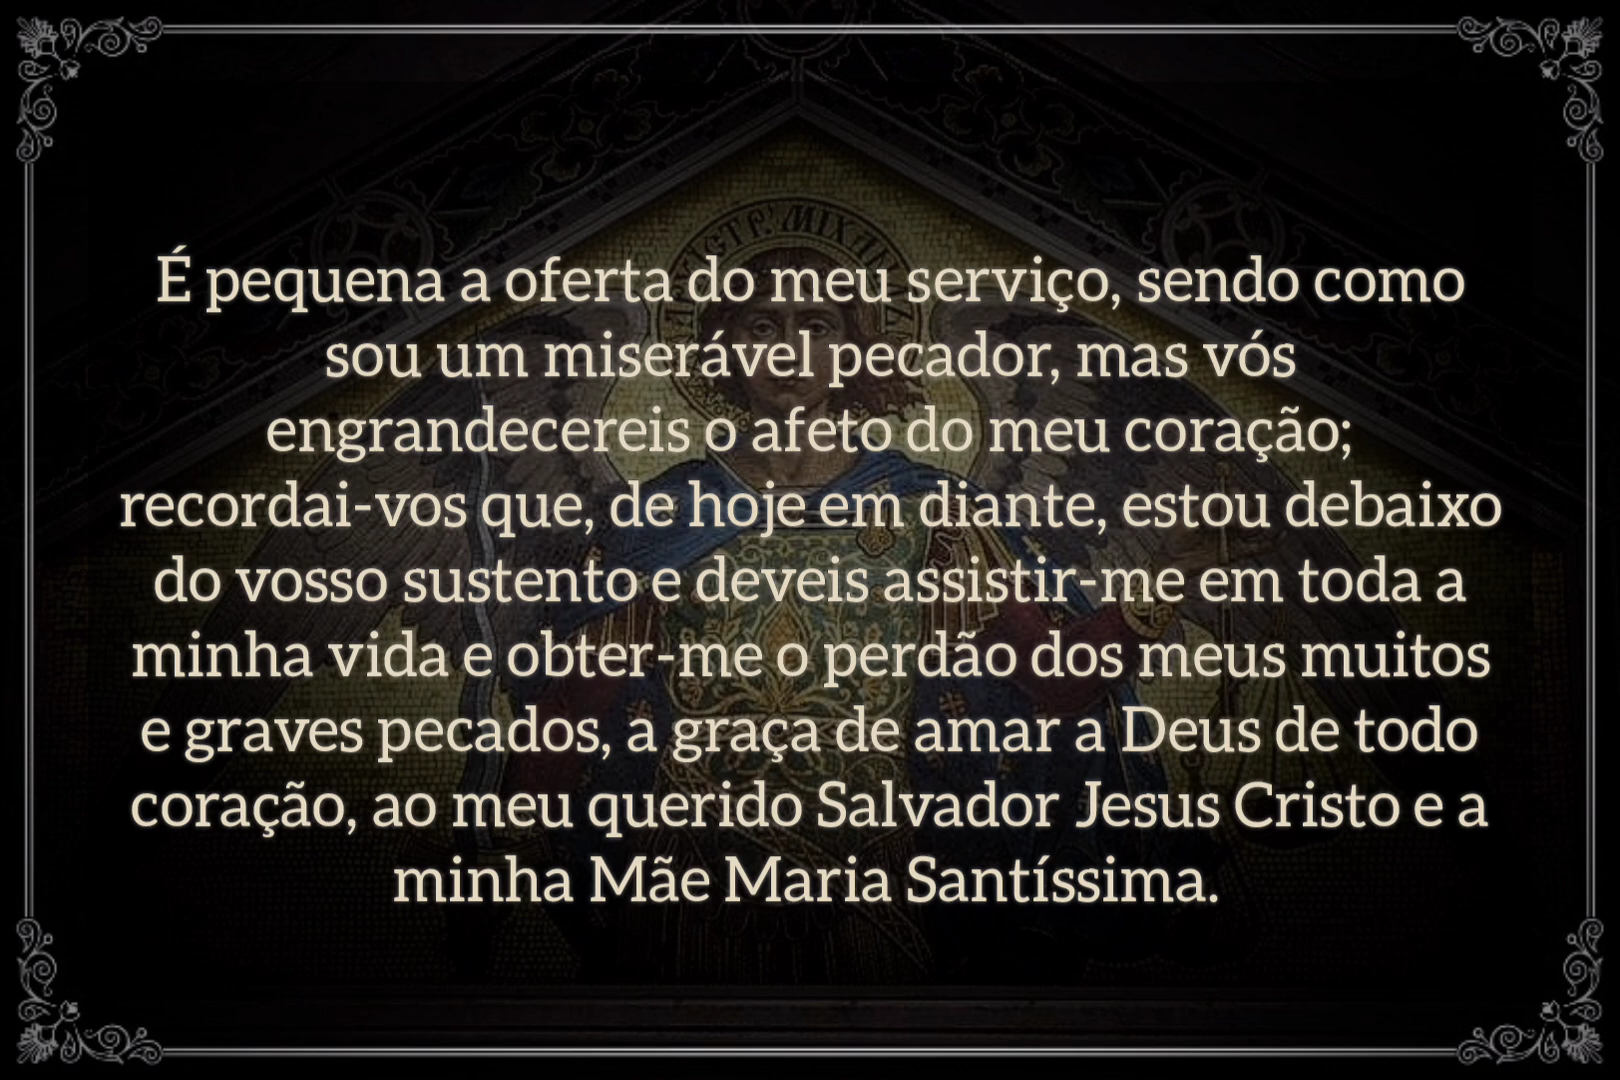 É pequena a oferta do meu serviço, sendo como
sou um miserável pecador, mas vós
engrandecereis o afeto do meu coração;
recordai-vos que, de hoje em diante, estou debaixo
do vosso sustento e deveis assistir-me em toda a
minha vida e obter-me o perdão dos meus muitos
e graves pecados, a graça de amar a Deus de todo
coração, ao meu querido Salvador Jesus Cristo e a
minha Mãe Maria Santíssima.